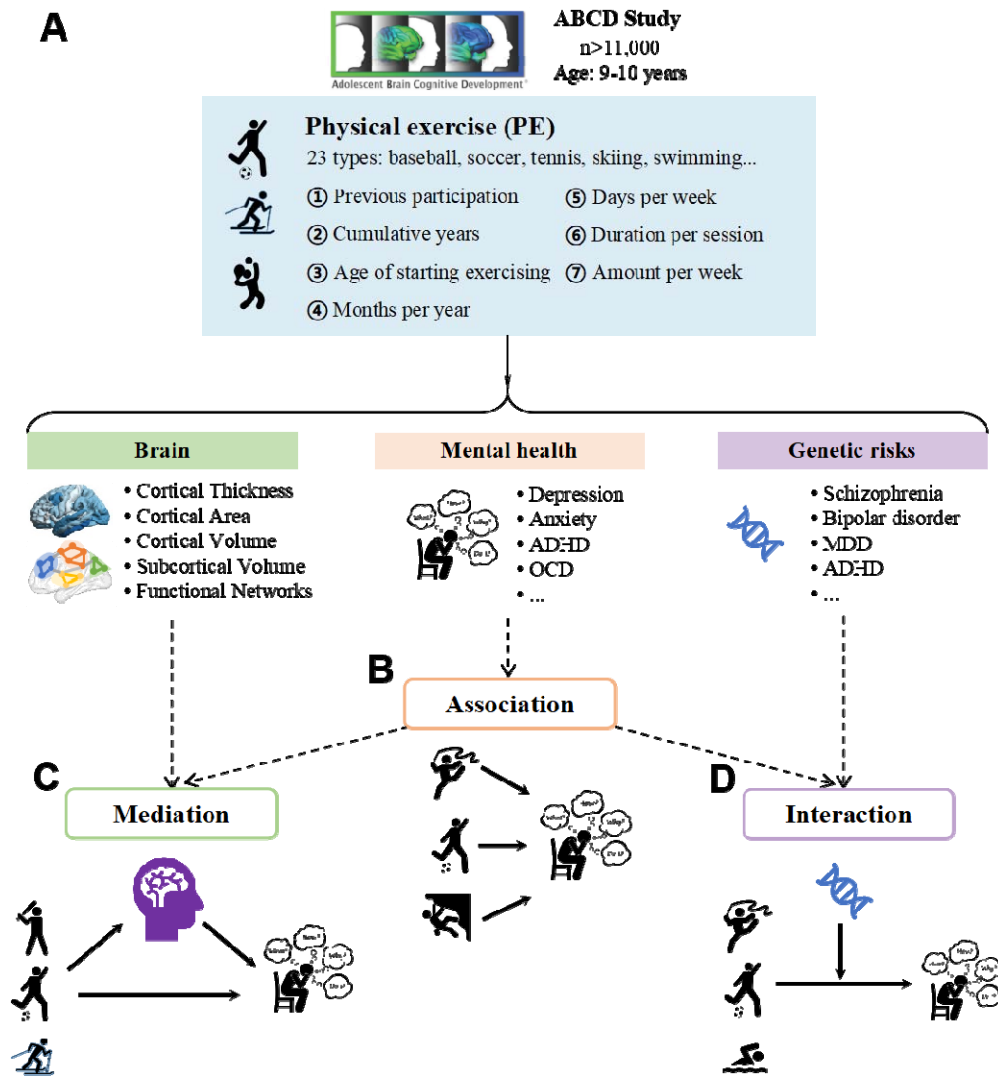 A
ABCD Study
n>11,000
Age: 9-10 years
Adolescent Brain Cognitive Development
Physical exercise (PE)
23 types: baseball, soccer, tennis, skiing, swimming...
① Previous participation
② Cumulative years
③ Age of starting exercising
④ Months per year
⑤ Days per week
⑥ Duration per session
⑦ Amount per week
Brain
• Cortical Thickness
• Cortical Area
• Cortical Volume
• Subcortical Volume
• Functional Networks
Mental health
• Depression
• Anxiety
• ADHD
• OCD
• ...
Genetic risks
• Schizophrenia
• Bipolar disorder
• MDD
• ADHD
• ...
B
Association
C
Mediation
D
Interaction